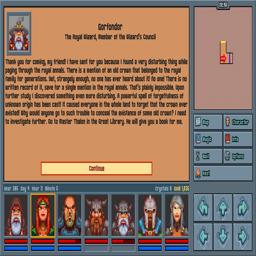 Gorfandor
The Royal Wizard, Member of the Wizard's Council
Thank you for coming, my friend! I have sent for you because I found a very disturbing thing while
paging through the royal annals. There is a mention of an old crown that belonged to the royal
family for generations. But, strangely enough, no one has ever heard about it! No one! There is no
written record of it, save for a single mention in the royal annals. That's plainly impossible. Upon
further study I discovered something even more disturbing. A powerful spell of forgetfulness of
unknown origin has been cast! It caused everyone in the whole land to forget that the crown ever
existed! Why would anyone go to such trouble to conceal the existence of some old crown? I need
to investigate further. Go to Master Thalon in the Great Library. He will give you a book for me.
Continue
Map
Character
Magic
Info
Quit
Options
Rest